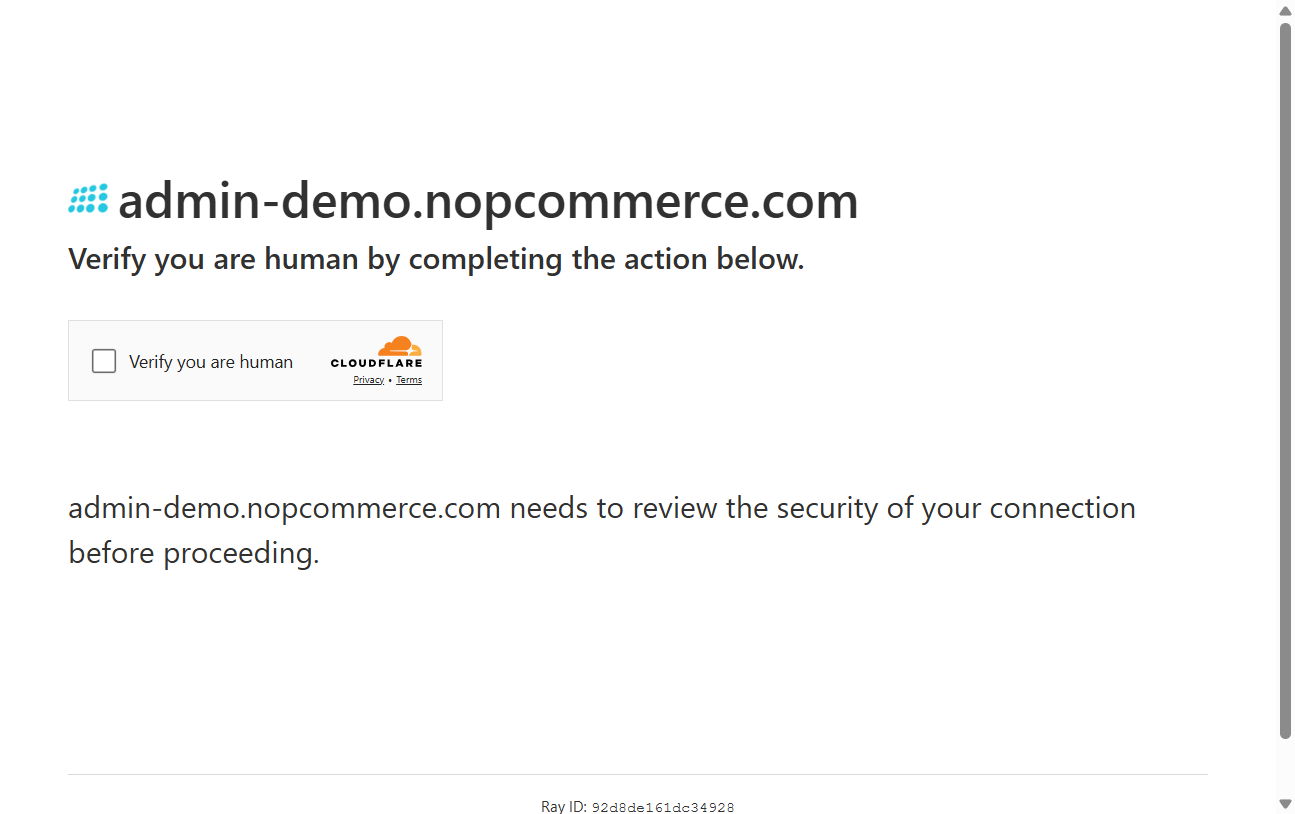 admin-demo.nopcommerce.com
Verify you are human by completing the action below.
Verify you are human
CLOUDFLARE
Privacy • Terms
admin-demo.nopcommerce.com needs to review the security of your connection
before proceeding.
Ray ID: 92d8de161dc34928